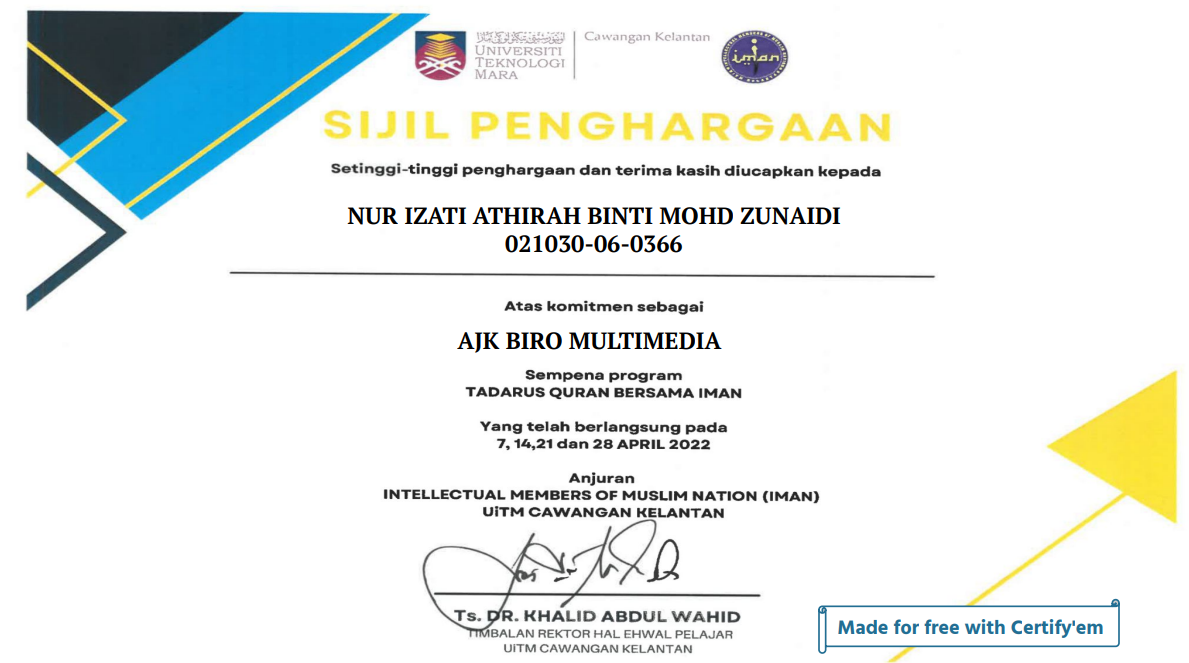 UNIVERSITI
TEKNOLOGI
MARA
Cawangan Kelantan
iman
SIJIL PENGHARGAAN
Setinggi-tinggi penghargaan dan terima kasih diucapkan kepada
NUR IZATI ATHIRAH BINTI MOHD ZUNAIDI
021030-06-0366
Atas komitmen sebagai
AJK BIRO MULTIMEDIA
Sempena program
TADARUS QURAN BERSAMA IMAN
Yang telah berlangsung pada
7, 14,21 dan 28 APRIL 2022
Anjuran
INTELLECTUAL MEMBERS OF MUSLIM NATION (IMAN)
UiTM CAWANGAN KELANTAN
Ts. DR. KHALID ABDUL WAHID
TIMBALAN REKTOR HAL EHWAL PELAJAR
UiTM CAWANGAN KELANTAN
Made for free with Certify'em